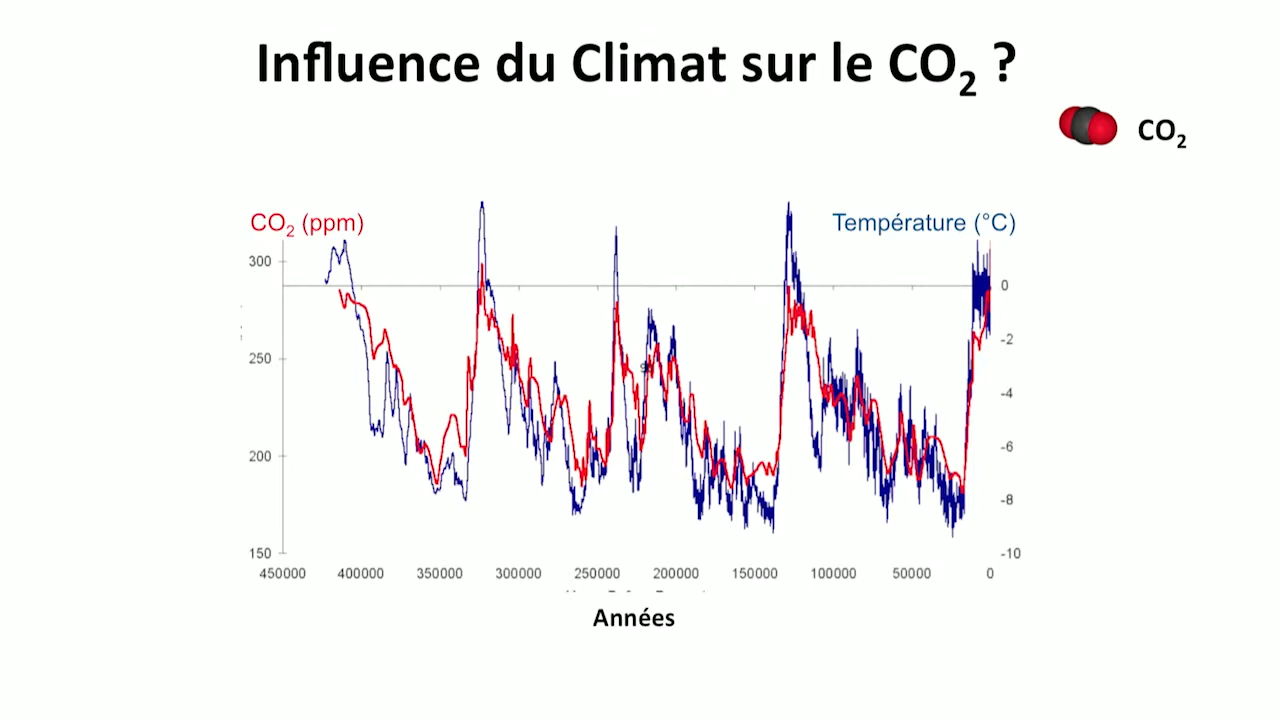 Influence du Climat sur le CO₂ ?
CO₂
CO₂ (ppm)
Température (°C)
300
250
200
150
0
-2
-4
-6
-8
-10
450000 400000 350000 300000 250000 200000 150000 100000 50000 0
Années